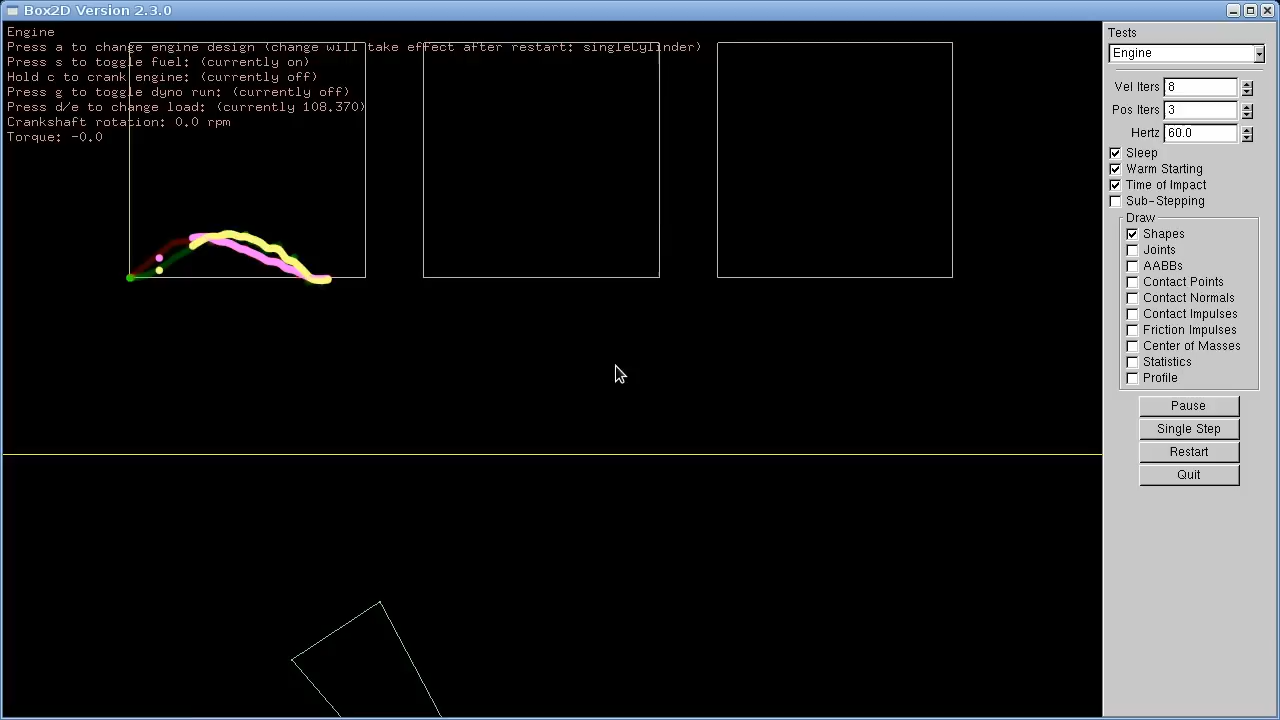 Box2D Version 2.3.0
Engine
Press a to change engine design (change will take effect after restart: singleCylinder)
Press s to toggle fuel: (currently on)
Hold c to crank engine: (currently off)
Press g to toggle dyno run: (currently off)
Press d/e to change load: (currently 108.370)
Crankshaft rotation: 0.0 rpm
Torque: -0.0
Tests
Engine
Vel Iters 8
Pos Iters 3
Hertz 60.0
Sleep
Warm Starting
Time of Impact
Sub-Stepping
Draw
Shapes
Joints
AABBs
Contact Points
Contact Normals
Contact Impulses
Friction Impulses
Center of Masses
Statistics
Profile
Pause
Single Step
Restart
Quit